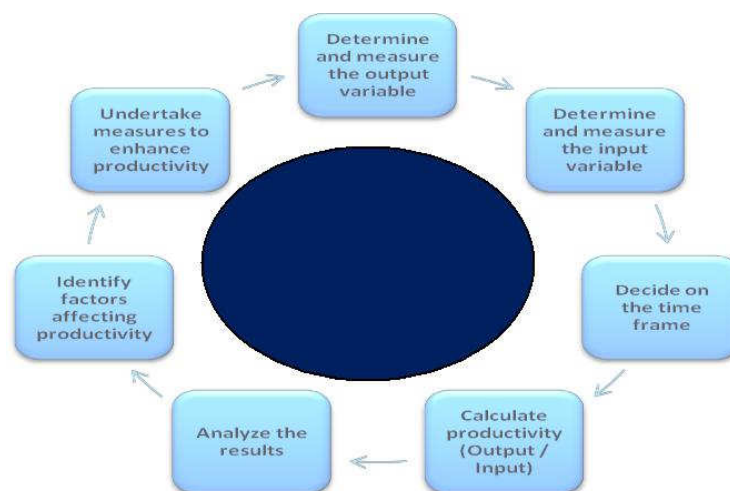 Determine
and measure
the output
variable
Determine
and measure
the input
variable
Decide on
the time
frame
Calculate
productivity
(Output /
Input)
Analyze the
results
Identify
factors
affecting
productivity
Undertake
measures to
enhance
productivity